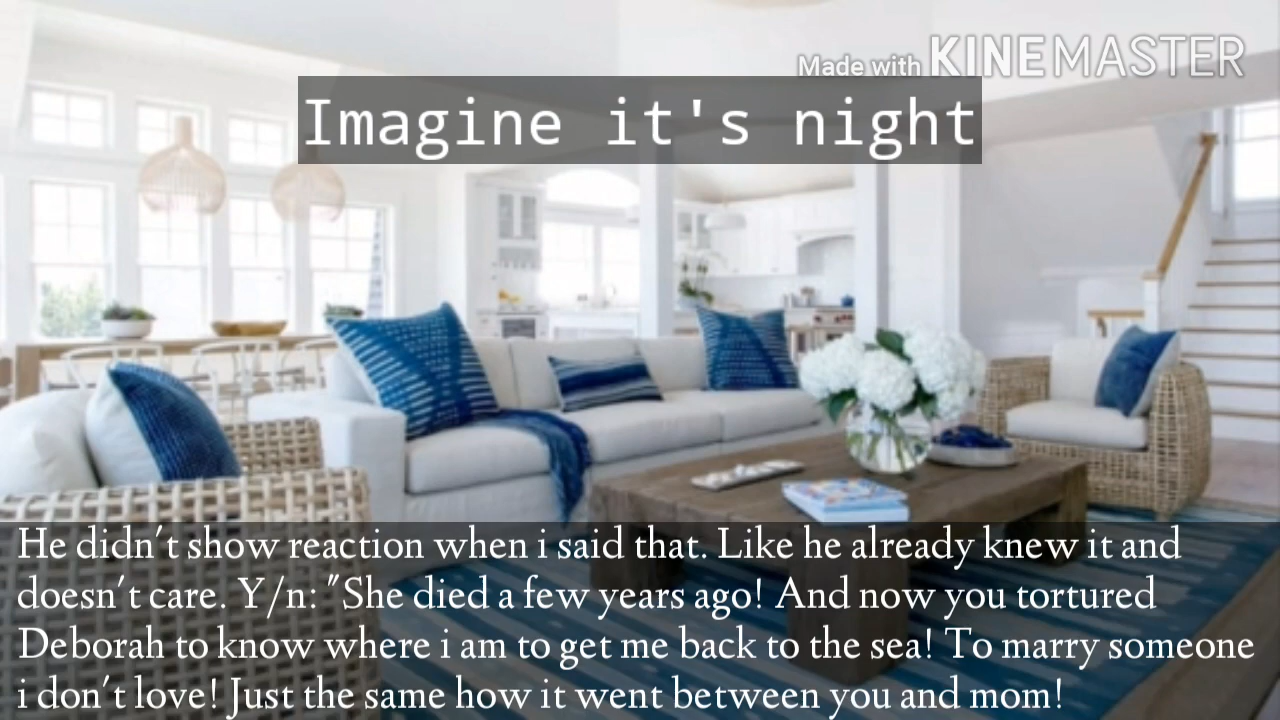 Made with KINEMASTER
Imagine it's night
He didn't show reaction when i said that. Like he already knew it and
doesn't care. Y/n: "She died a few years ago! And now you tortured
Deborah to know where i am to get me back to the sea! To marry someone
i don't love! Just the same how it went between you and mom!